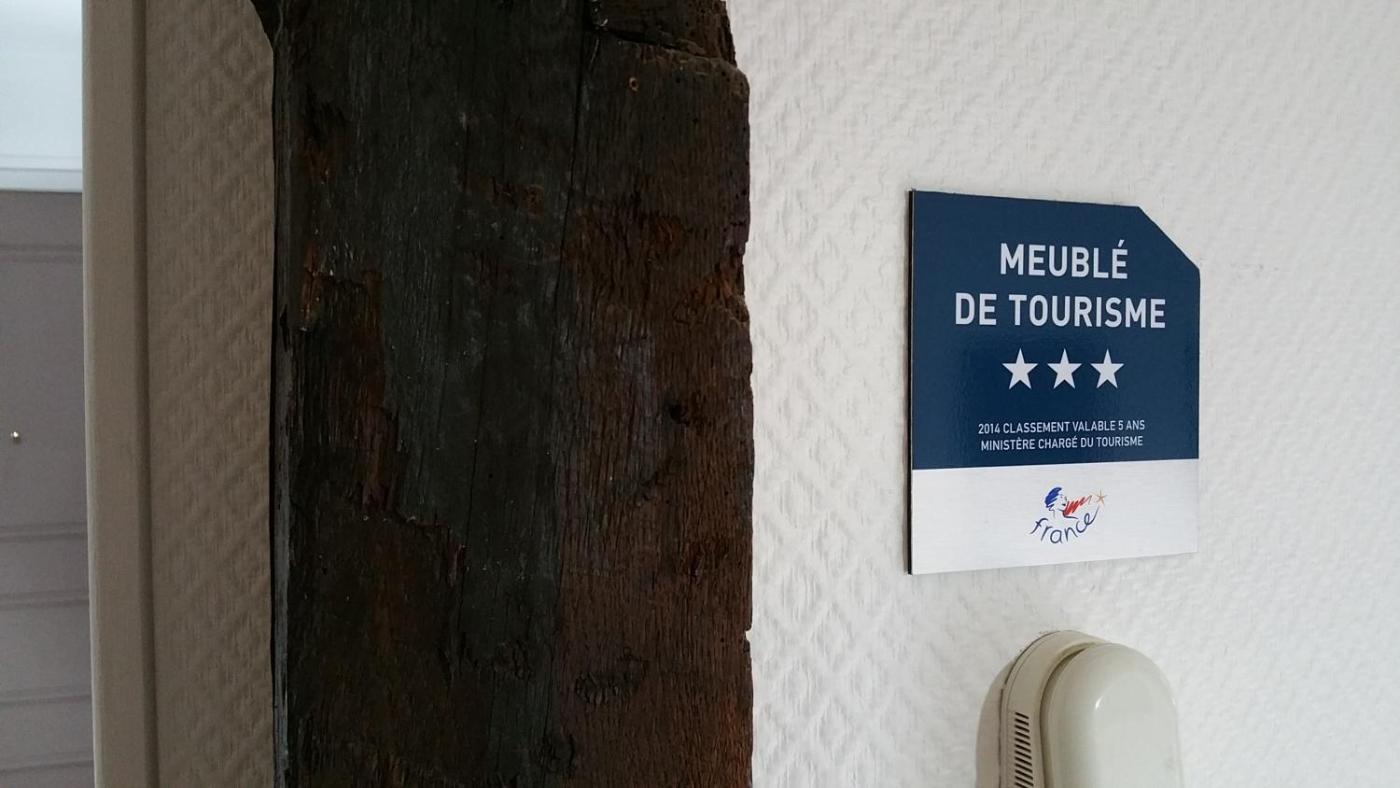 MEUBLÉ
DE TOURISME
★★★
2014 CLASSEMENT VALABLE 5 ANS
MINISTÈRE CHARGÉ DU TOURISME
france